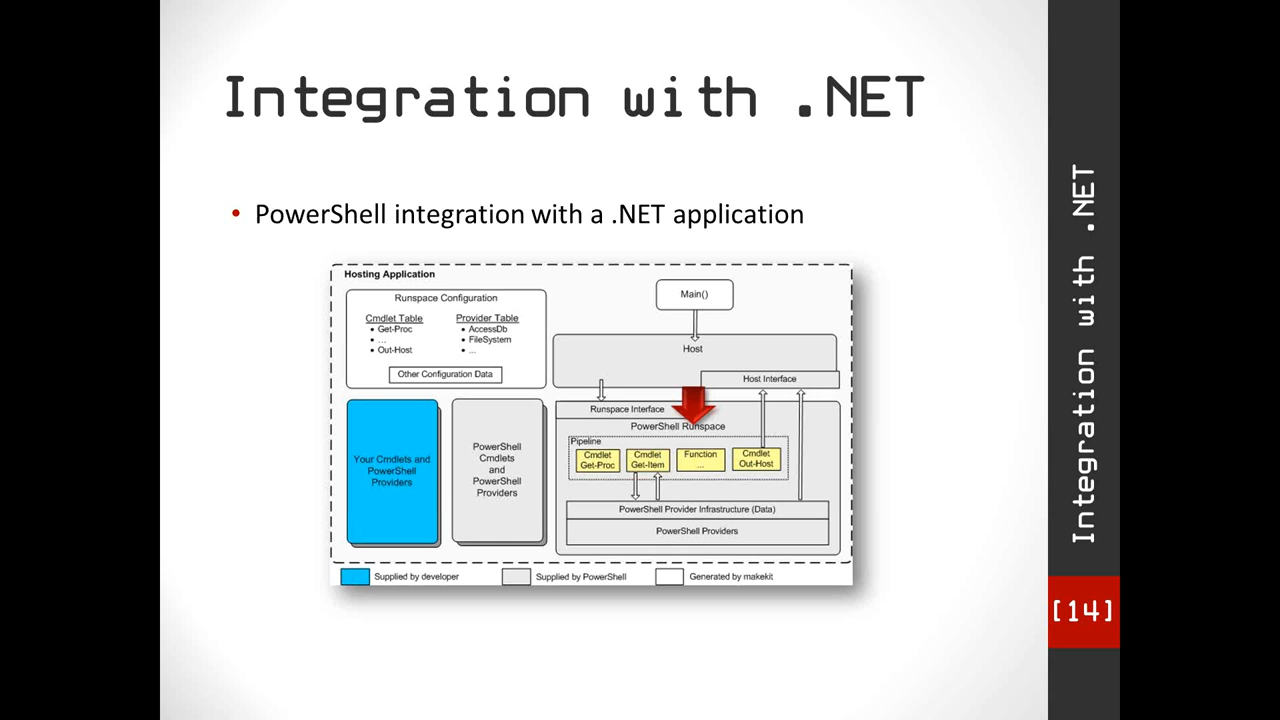 Integration with .NET
• PowerShell integration with a .NET application
Hosting Application
Runspace Configuration
Cmdlet Table
• Get-Proc
• ...
• Out-Host
Provider Table
• AccessDb
• FileSystem
• ...
Other Configuration Data
Main()
Host
Host Interface
Runspace Interface
PowerShell Runspace
Pipeline
Cmdlet
Get-Proc
Cmdlet
Get-Item
Function
...
Cmdlet
Out-Host
PowerShell Provider Infrastructure (Data)
PowerShell Providers
Your Cmdlets and
PowerShell
Providers
PowerShell
Cmdlets
and
PowerShell
Providers
Supplied by developer
Supplied by PowerShell
Generated by makekit
Integration with .NET
[14]